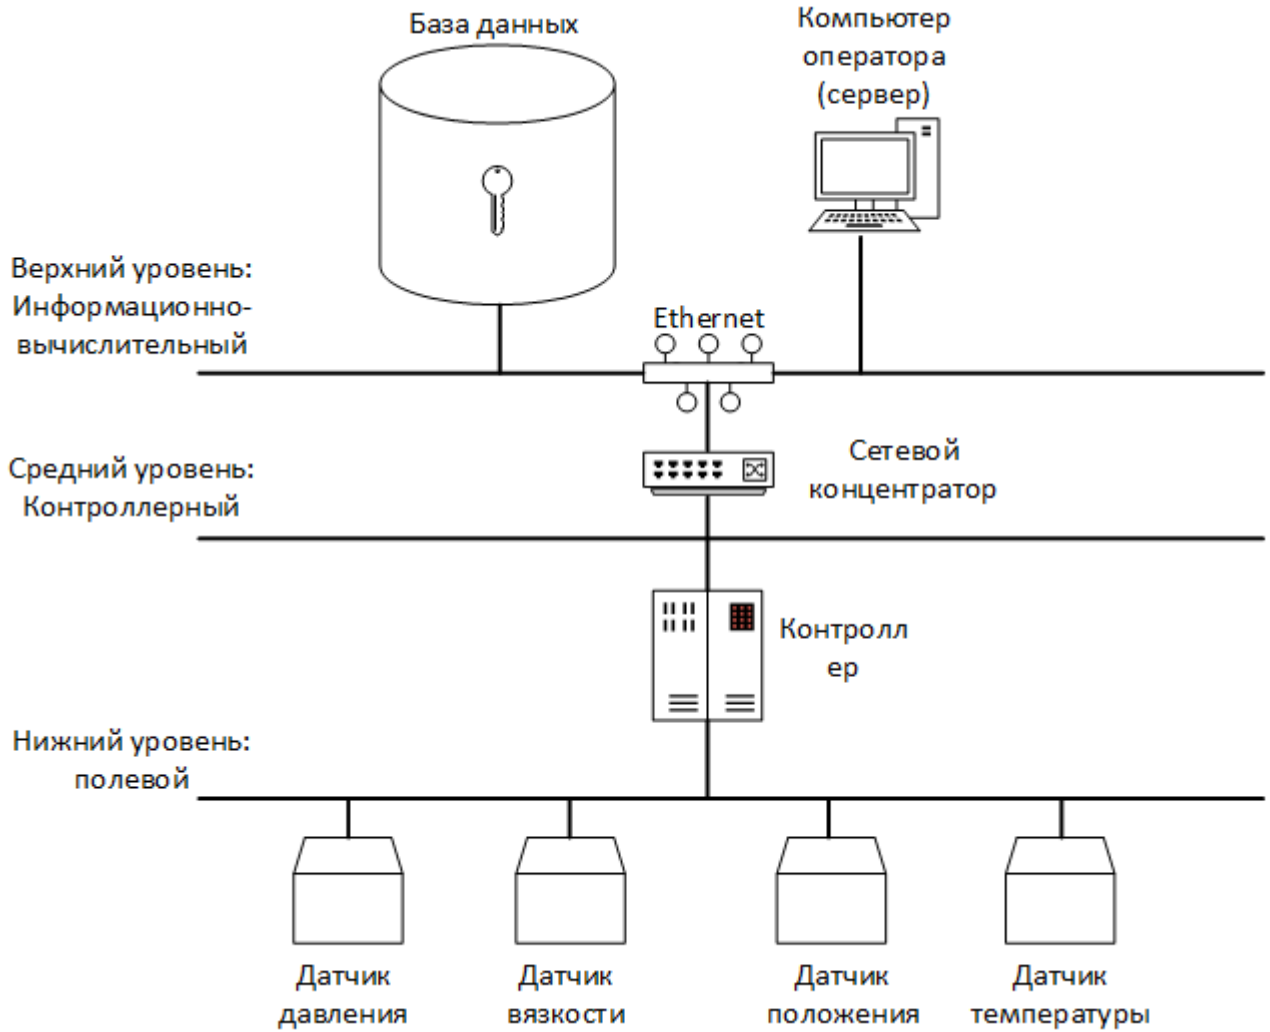 База данных
Компьютер
оператора
(сервер)
Верхний уровень:
Информационно-
вычислительный
Ethernet
Средний уровень:
Контроллерный
Сетевой
концентратор
Контролл
ер
Нижний уровень:
полевой
Датчик
давления
Датчик
вязкости
Датчик
положения
Датчик
температуры